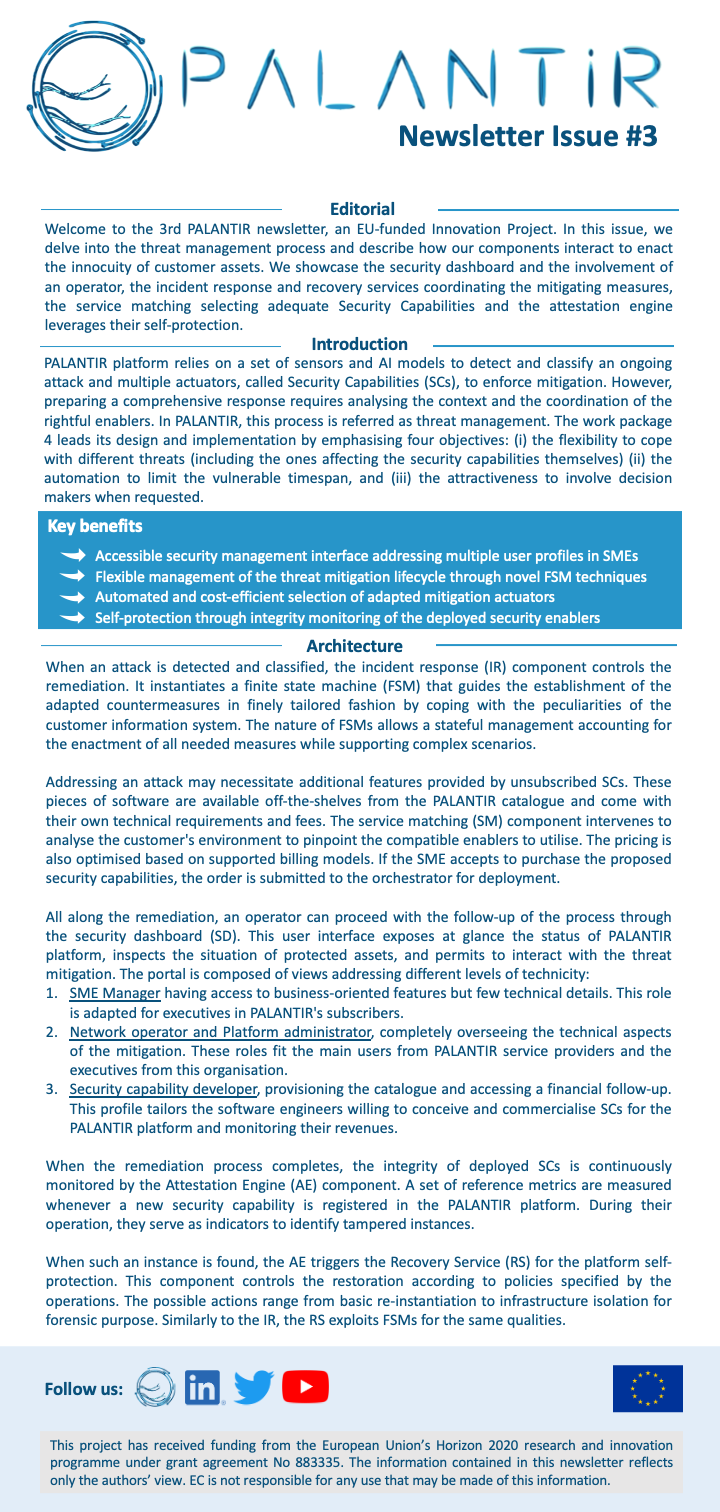 PALANTiR
Newsletter Issue #3
Editorial
Welcome to the 3rd PALANTIR newsletter, an EU-funded Innovation Project. In this issue, we
delve into the threat management process and describe how our components interact to enact
the innocuity of customer assets. We showcase the security dashboard and the involvement of
an operator, the incident response and recovery services coordinating the mitigating measures,
the service matching selecting adequate Security Capabilities and the attestation engine
leverages their self-protection.
Introduction
PALANTIR platform relies on a set of sensors and AI models to detect and classify an ongoing
attack and multiple actuators, called Security Capabilities (SCs), to enforce mitigation. However,
preparing a comprehensive response requires analysing the context and the coordination of the
rightful enablers. In PALANTIR, this process is referred as threat management. The work package
4 leads its design and implementation by emphasising four objectives: (i) the flexibility to cope
with different threats (including the ones affecting the security capabilities themselves) (ii) the
automation to limit the vulnerable timespan, and (iii) the attractiveness to involve decision
makers when requested.
Key benefits
Accessible security management interface addressing multiple user profiles in SMEs
Flexible management of the threat mitigation lifecycle through novel FSM techniques
Automated and cost-efficient selection of adapted mitigation actuators
Self-protection through integrity monitoring of the deployed security enablers
Architecture
When an attack is detected and classified, the incident response (IR) component controls the
remediation. It instantiates a finite state machine (FSM) that guides the establishment of the
adapted countermeasures in finely tailored fashion by coping with the peculiarities of the
customer information system. The nature of FSMs allows a stateful management accounting for
the enactment of all needed measures while supporting complex scenarios.
Addressing an attack may necessitate additional features provided by unsubscribed SCs. These
pieces of software are available off-the-shelves from the PALANTIR catalogue and come with
their own technical requirements and fees. The service matching (SM) component intervenes to
analyse the customer's environment to pinpoint the compatible enablers to utilise. The pricing is
also optimised based on supported billing models. If the SME accepts to purchase the proposed
security capabilities, the order is submitted to the orchestrator for deployment.
All along the remediation, an operator can proceed with the follow-up of the process through
the security dashboard (SD). This user interface exposes at glance the status of PALANTIR
platform, inspects the situation of protected assets, and permits to interact with the threat
mitigation. The portal is composed of views addressing different levels of technicity:
1. SME Manager having access to business-oriented features but few technical details. This role
is adapted for executives in PALANTIR's subscribers.
2. Network operator and Platform administrator, completely overseeing the technical aspects
of the mitigation. These roles fit the main users from PALANTIR service providers and the
executives from this organisation.
3. Security capability developer, provisioning the catalogue and accessing a financial follow-up.
This profile tailors the software engineers willing to conceive and commercialise SCs for the
PALANTIR platform and monitoring their revenues.
When the remediation process completes, the integrity of deployed SCs is continuously
monitored by the Attestation Engine (AE) component. A set of reference metrics are measured
whenever a new security capability is registered in the PALANTIR platform. During their
operation, they serve as indicators to identify tampered instances.
When such an instance is found, the AE triggers the Recovery Service (RS) for the platform self-
protection. This component controls the restoration according to policies specified by the
operations. The possible actions range from basic re-instantiation to infrastructure isolation for
forensic purpose. Similarly to the IR, the RS exploits FSMs for the same qualities.
Follow us:
in
This project has received funding from the European Union’s Horizon 2020 research and innovation
programme under grant agreement No 883335. The information contained in this newsletter reflects
only the authors’ view. EC is not responsible for any use that may be made of this information.